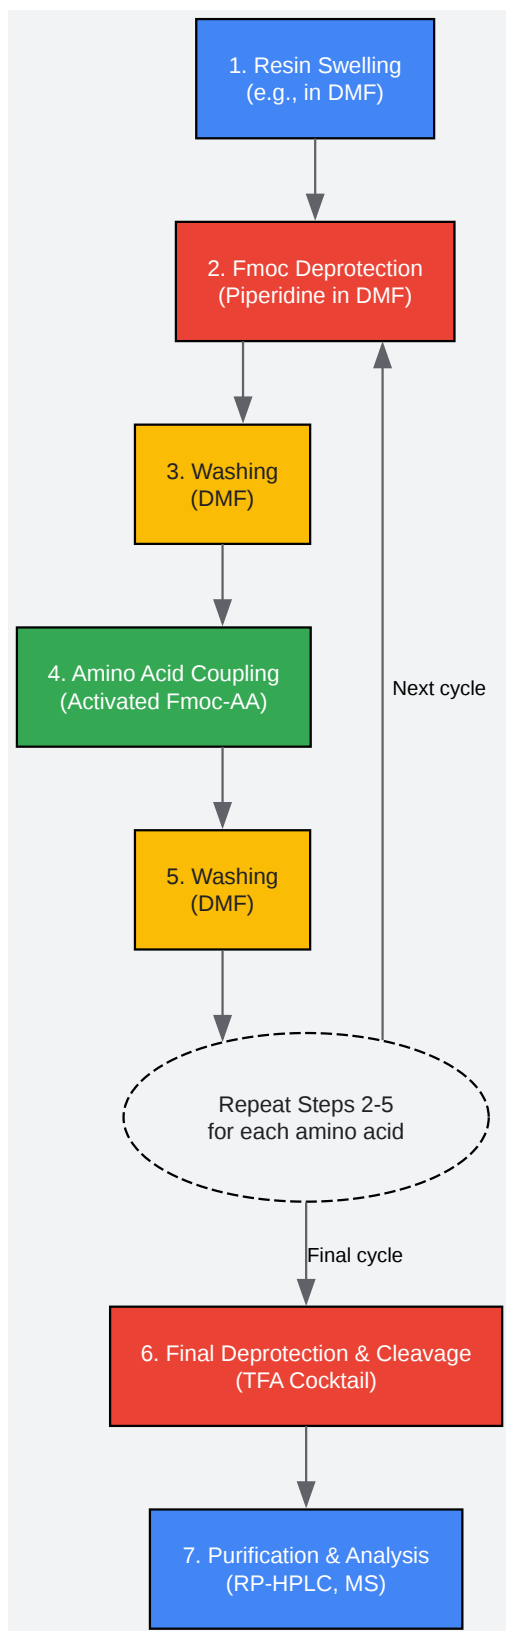 1. Resin Swelling
(e.g., in DMF)
2. Fmoc Deprotection
(Piperidine in DMF)
3. Washing
(DMF)
4. Amino Acid Coupling
(Activated Fmoc-AA)
Next cycle
5. Washing
(DMF)
Repeat Steps 2-5
for each amino acid
Final cycle
6. Final Deprotection & Cleavage
(TFA Cocktail)
7. Purification & Analysis
(RP-HPLC, MS)